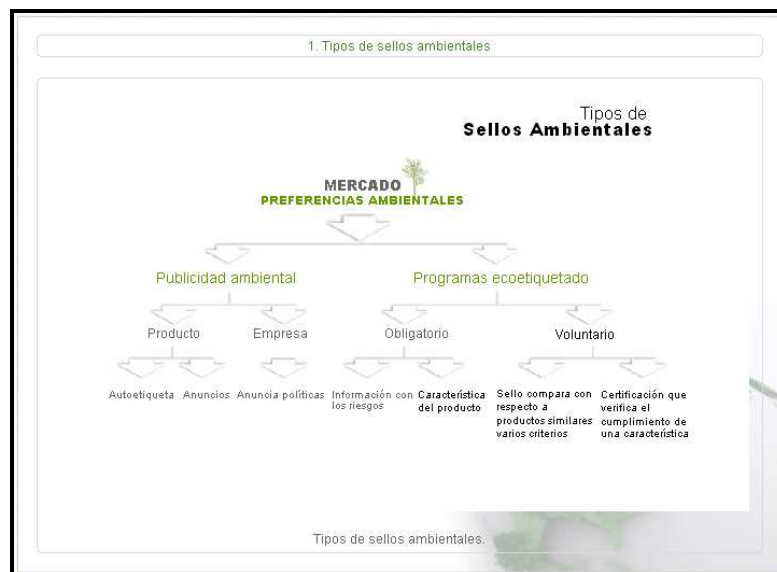 1. Tipos de sellos ambientales
Tipos de
Sellos Ambientales
MERCADO
PREFERENCIAS AMBIENTALES
Publicidad ambiental
Programas ecoetiquetado
Producto
Empresa
Obligatorio
Voluntario
Autoetiqueta
Anuncios
Anuncia políticas
Información con
los riesgos
Característica
del producto
Sello compara con
respecto a
productos similares
varios criterios
Certificación que
verifica el
cumplimiento de
una característica
Tipos de sellos ambientales.